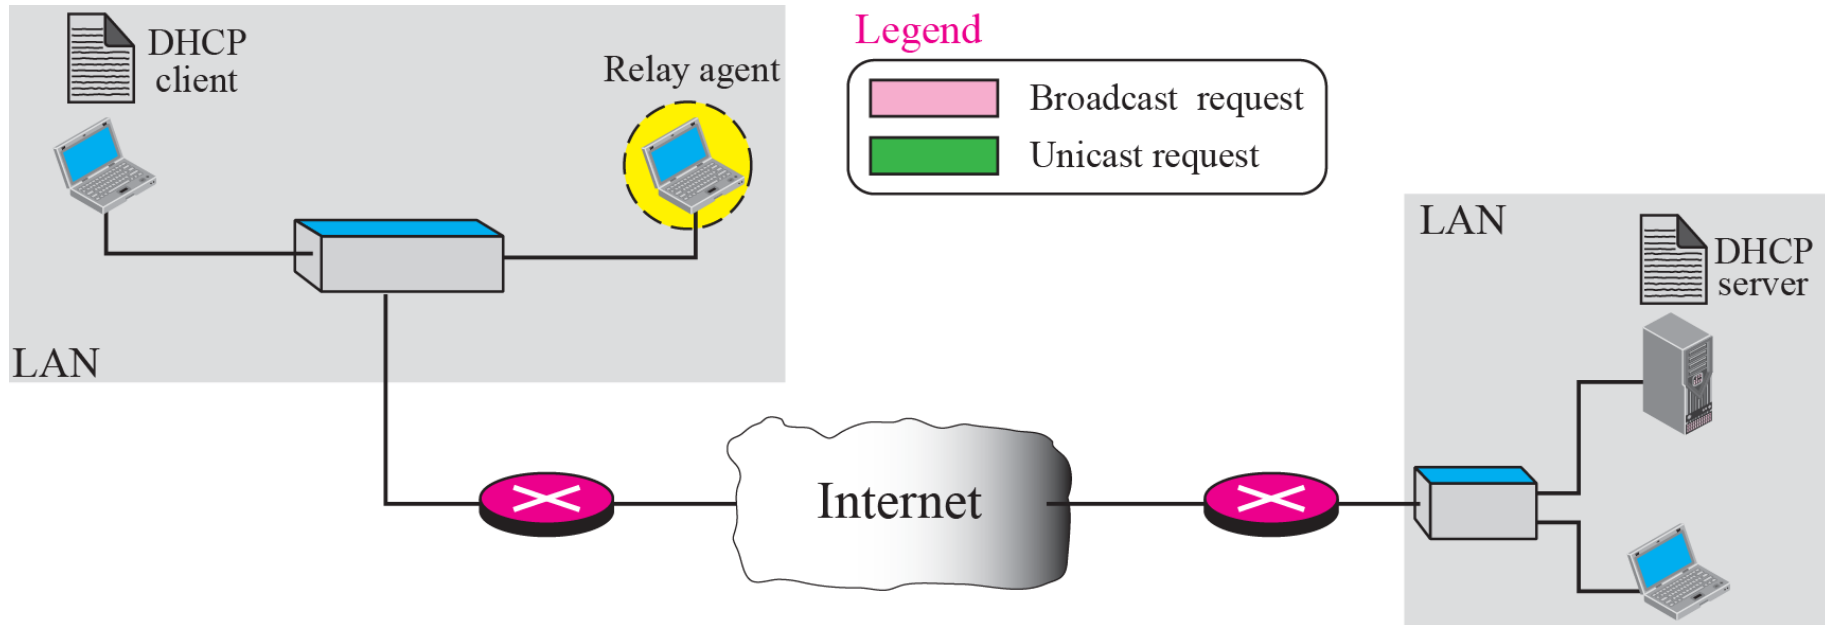 DHCP
client
Relay agent
LAN
Legend
Broadcast request
Unicast request
LAN
DHCP
server
Internet